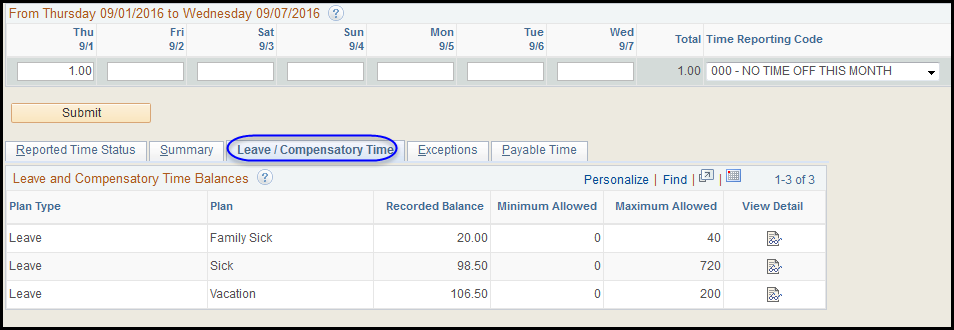 From Thursday 09/01/2016 to Wednesday 09/07/2016 ?
Thu Fri Sat Sun Mon Tue Wed
9/1 9/2 9/3 9/4 9/5 9/6 9/7 Total Time Reporting Code
1.00 1.00 000 - NO TIME OFF THIS MONTH
Submit
Reported Time Status Summary Leave / Compensatory Time Exceptions Payable Time
Leave and Compensatory Time Balances ? Personalize | Find | | 1-3 of 3
Plan Type Plan Recorded Balance Minimum Allowed Maximum Allowed View Detail
Leave Family Sick 20.00 0 40
Leave Sick 98.50 0 720
Leave Vacation 106.50 0 200